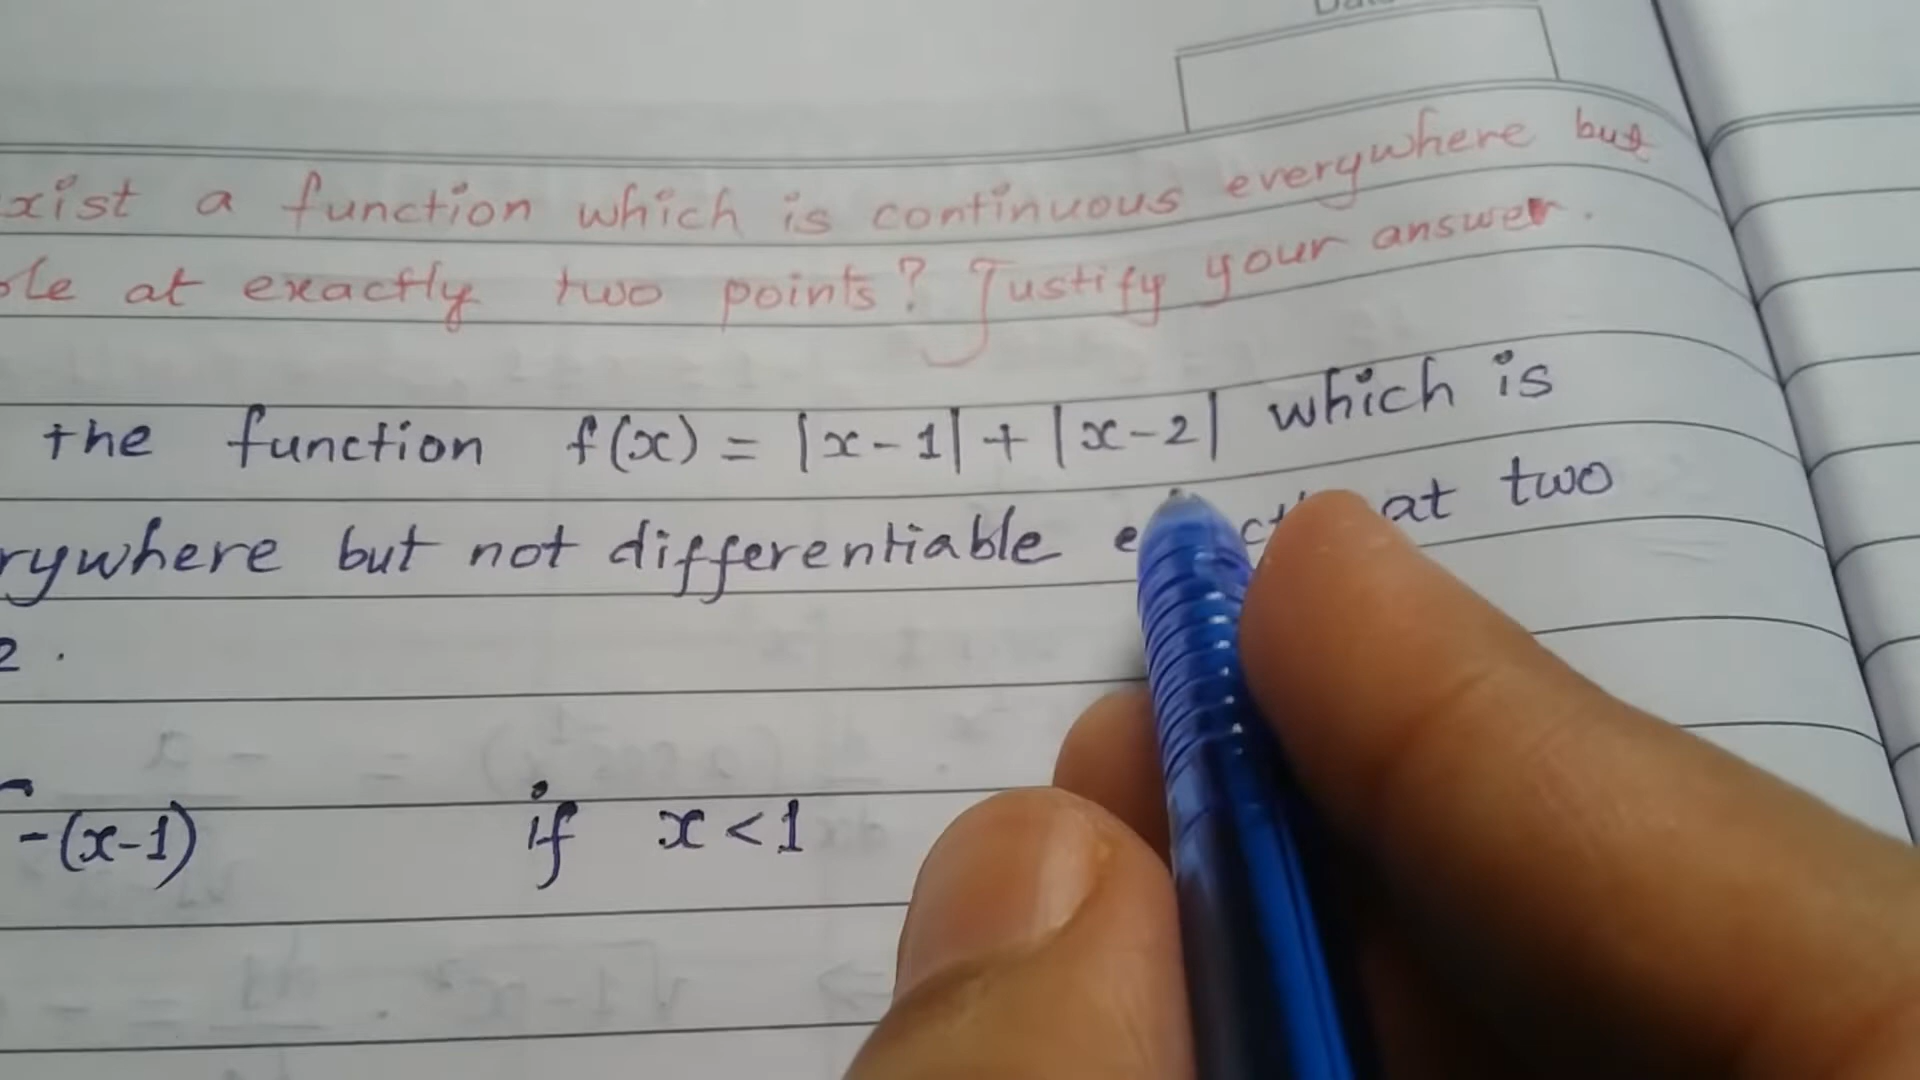 xist a function which is continuous everywhere but
ble at exactly two points? Justify your answer.
the function f(x) = |x-1| + |x-2| which is
rywhere but not differentiable at two
2.
-(x-1) if x<1